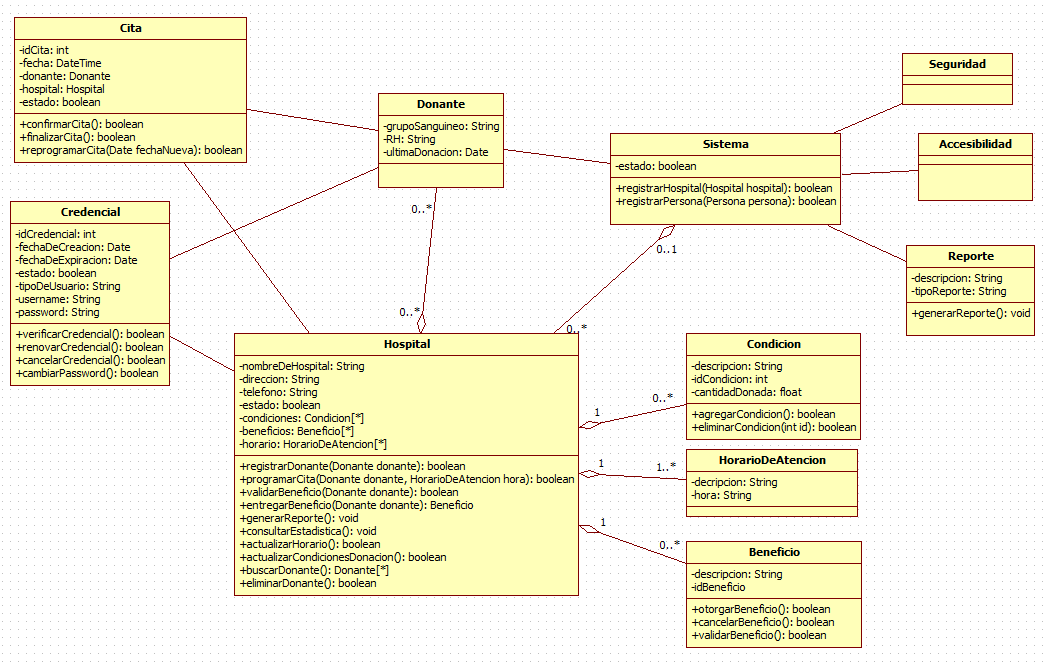 Cita
-idCita: int
-fecha: DateTime
-donante: Donante
-hospital: Hospital
-estado: boolean
+confirmarCita(): boolean
+finalizarCita(): boolean
+reprogramarCita(Date fechaNueva): boolean
Donante
-grupoSanguineo: String
-RH: String
-ultimaDonacion: Date
Seguridad
Sistema
-estado: boolean
+registrarHospital(Hospital hospital): boolean
+registrarPersona(Persona persona): boolean
Accesibilidad
Credencial
-idCredencial: int
-fechaDeCreacion: Date
-fechaDeExpiracion: Date
-estado: boolean
-tipoDeUsuario: String
-username: String
-password: String
+verificarCredencial(): boolean
+renovarCredencial(): boolean
+cancelarCredencial(): boolean
+cambiarPassword(): boolean
0..*
0..*
0..1
0..*
Reporte
-descripcion: String
-tipoReporte: String
+generarReporte(): void
Hospital
-nombreDeHospital: String
-direccion: String
-telefono: String
-estado: boolean
-condiciones: Condicion[*]
-beneficios: Beneficio[*]
-horario: HorarioDeAtencion[*]
+registrarDonante(Donante donante): boolean
+programarCita(Donante donante, HorarioDeAtencion hora): boolean
+validarBeneficio(Donante donante): boolean
+entregarBeneficio(Donante donante): Beneficio
+generarReporte(): void
+consultarEstadistica(): void
+actualizarHorario(): boolean
+actualizarCondicionesDonacion(): boolean
+buscarDonante(): Donante[*]
+eliminarDonante(): boolean
1
0..*
Condicion
-descripcion: String
-idCondicion: int
-cantidadDonada: float
+agregarCondicion(): boolean
+eliminarCondicion(int id): boolean
1
1..*
HorarioDeAtencion
-decripcion: String
-hora: String
1
0..*
Beneficio
-descripcion: String
-idBeneficio
+otorgarBeneficio(): boolean
+cancelarBeneficio(): boolean
+validarBeneficio(): boolean